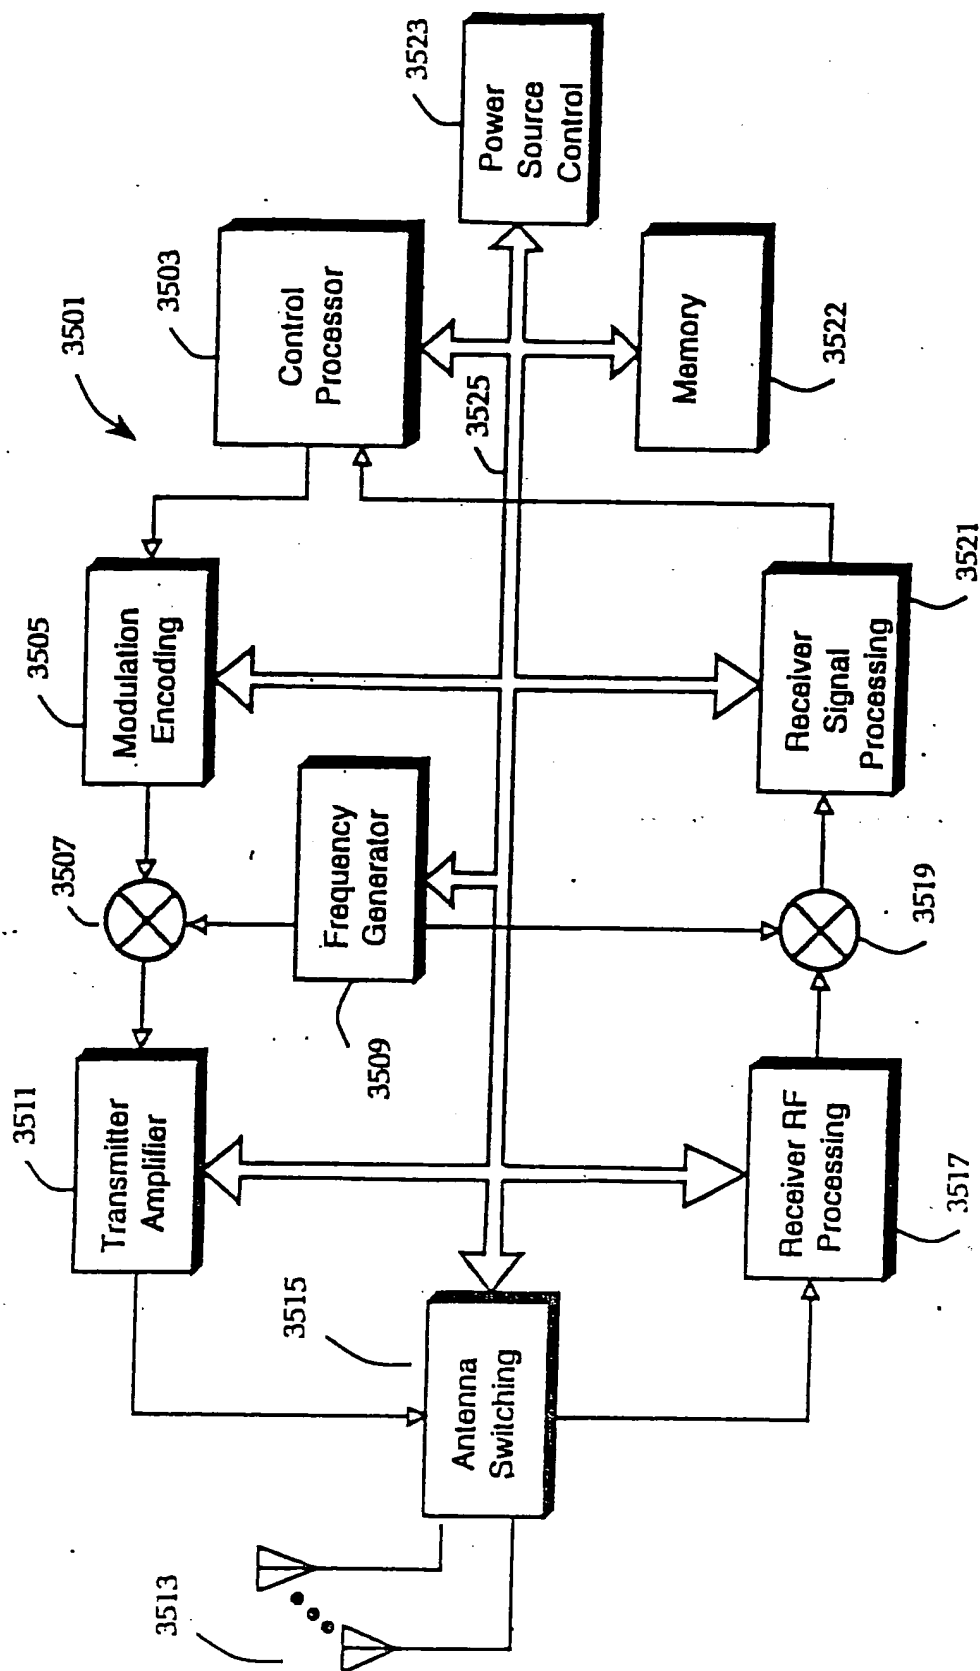 3501
3503
Control
Processor
3523
Power
Source
Control
3505
Modulation
Encoding
3507
3511
Transmitter
Amplifier
3509
Frequency
Generator
3525
3513
3515
Antenna
Switching
3517
Receiver RF
Processing
3519
3521
Receiver
Signal
Processing
3522
Memory